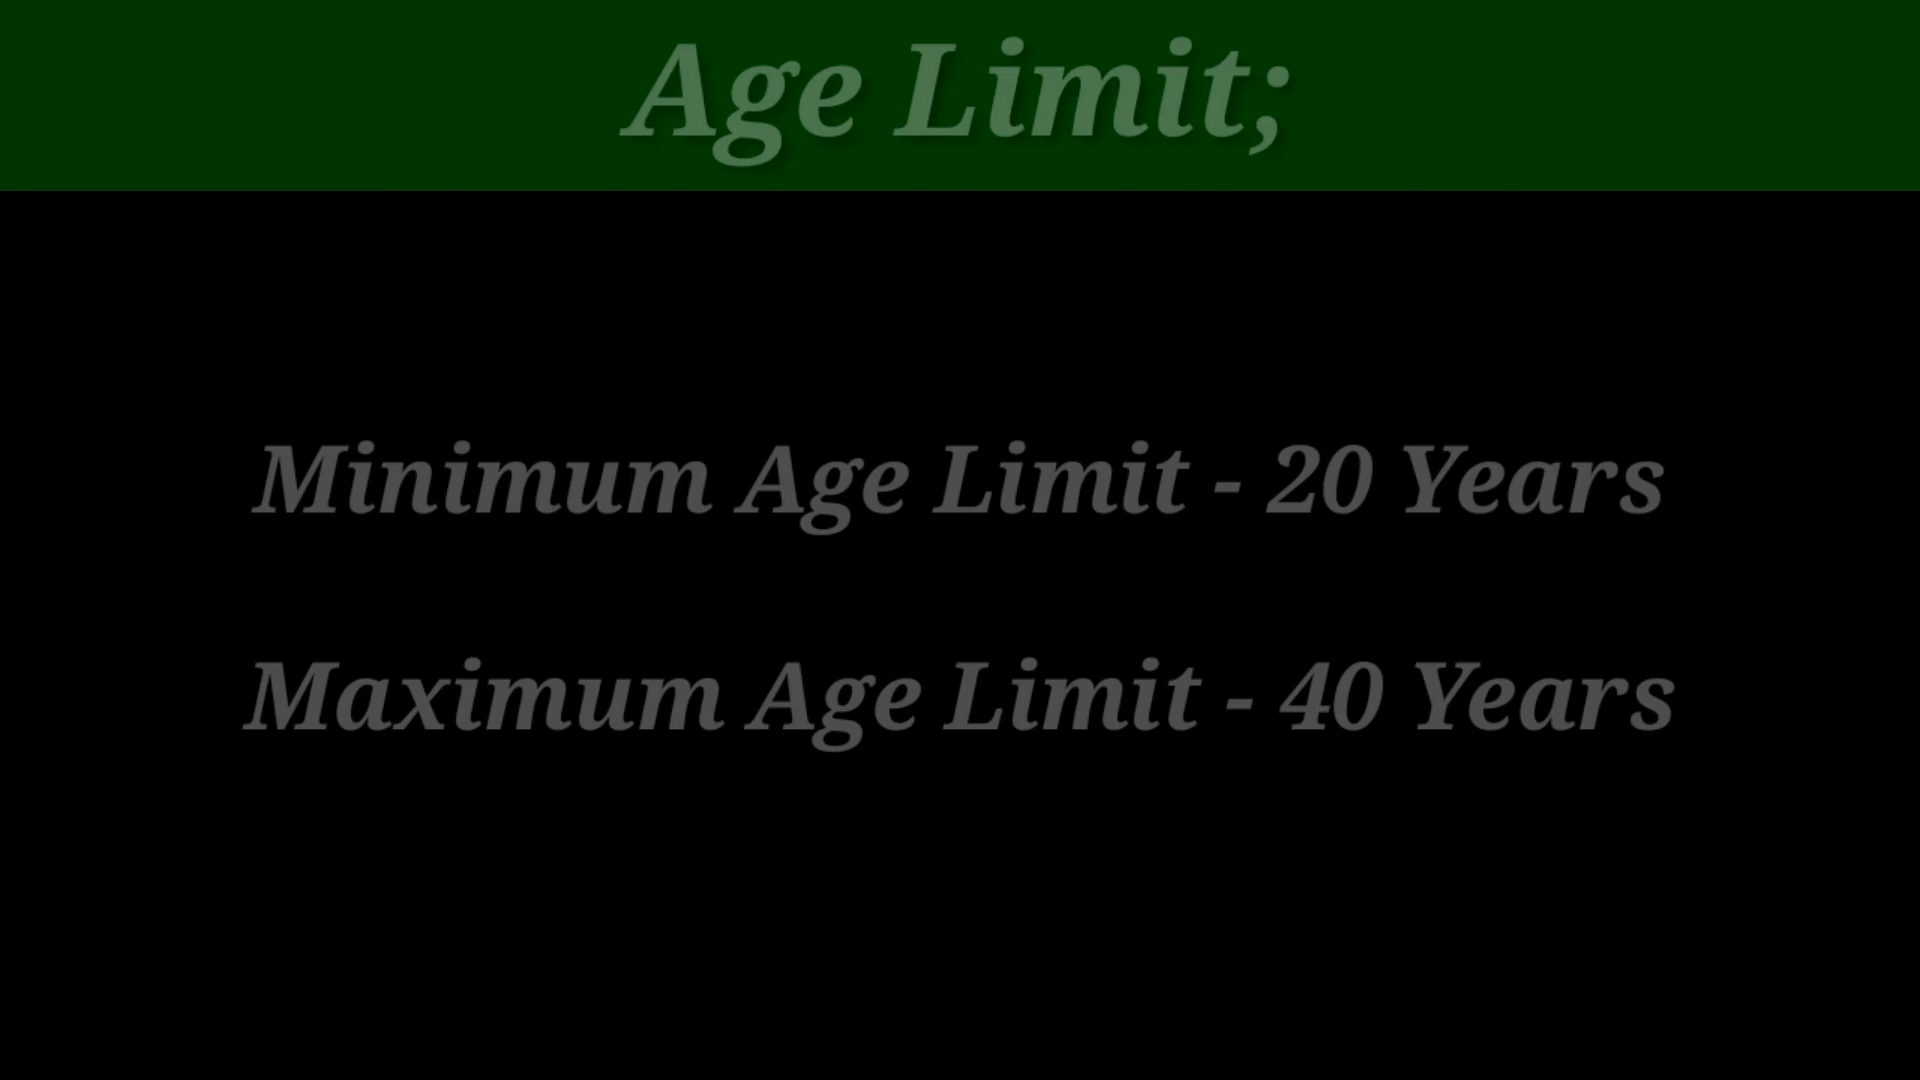 Age Limit;
Minimum Age Limit - 20 Years
Maximum Age Limit - 40 Years